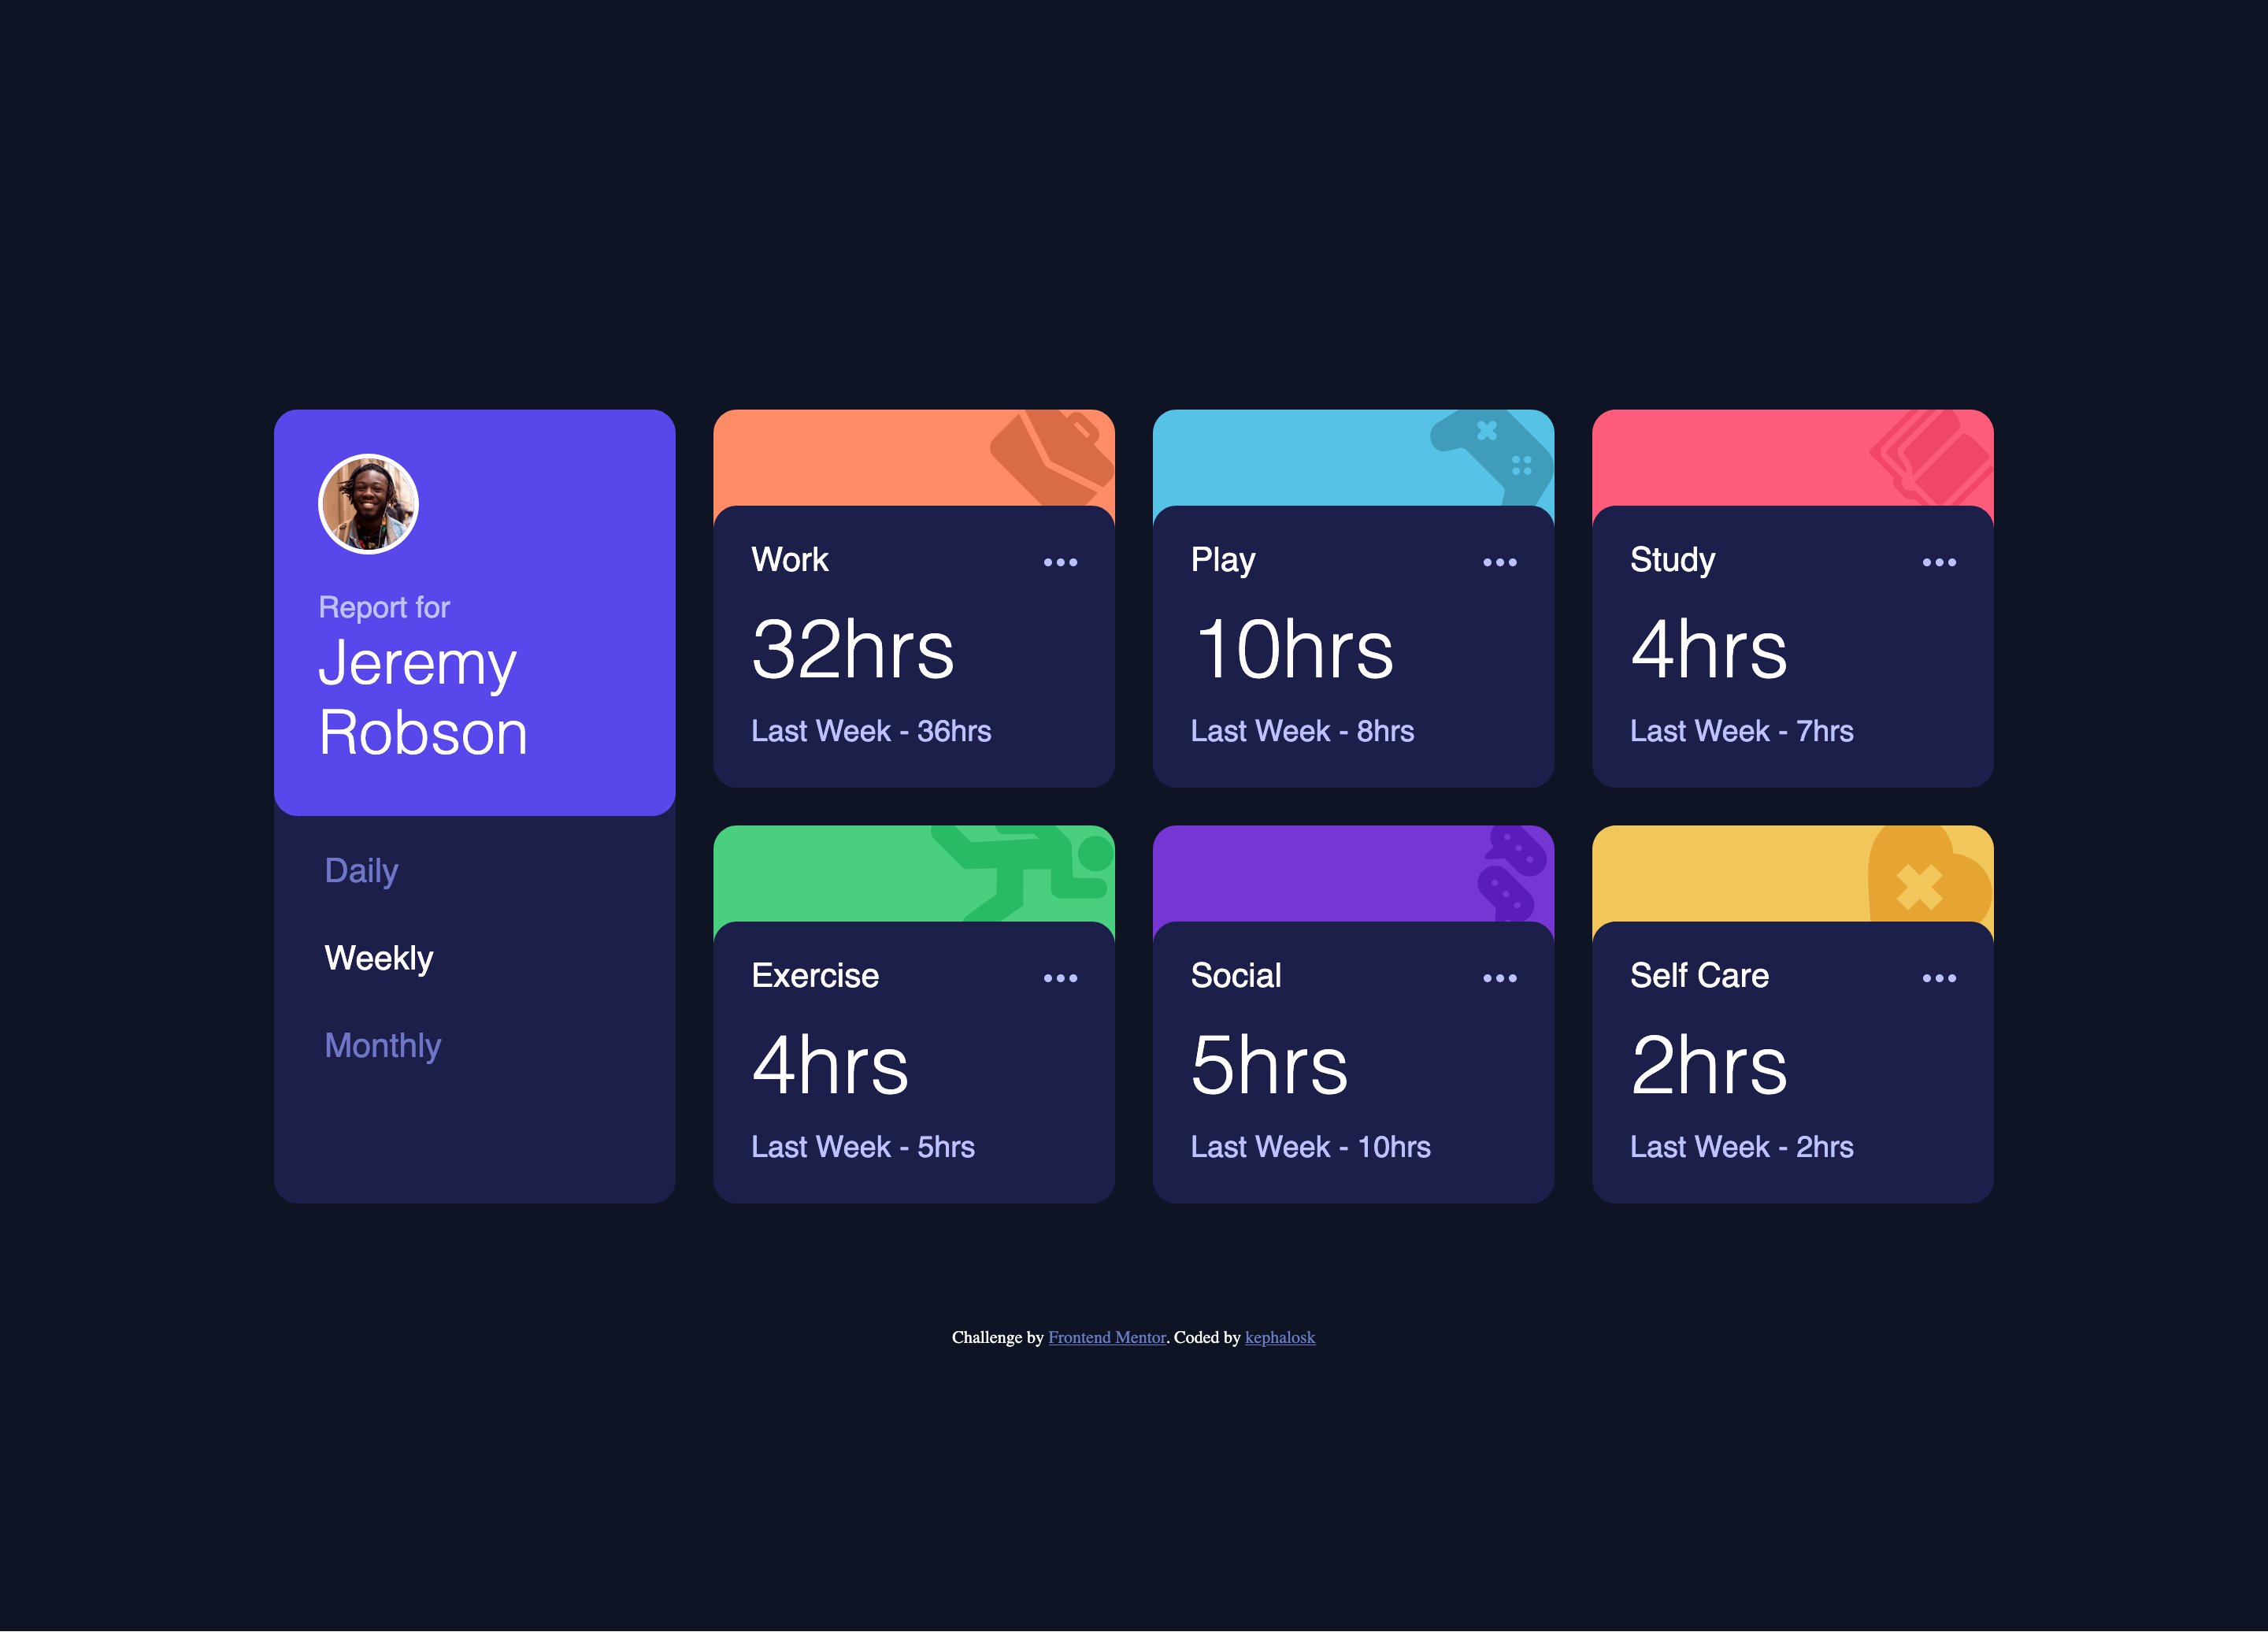 Report for
Jeremy
Robson
Daily
Weekly
Monthly
Work
32hrs
Last Week - 36hrs
Play
10hrs
Last Week - 8hrs
Study
4hrs
Last Week - 7hrs
Exercise
4hrs
Last Week - 5hrs
Social
5hrs
Last Week - 10hrs
Self Care
2hrs
Last Week - 2hrs
Challenge by Frontend Mentor. Coded by kephalosk